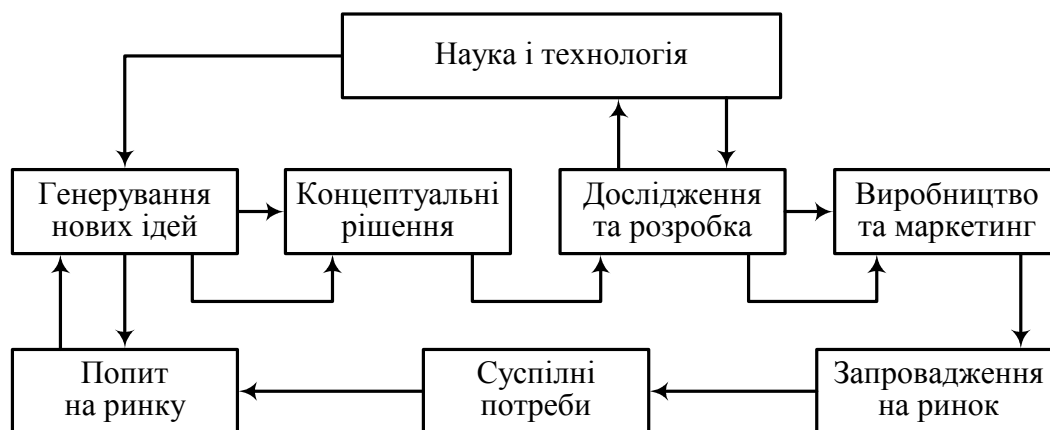 Наука і технологія
Генерування
нових ідей
Концептуальні
рішення
Дослідження
та розробка
Виробництво
та маркетинг
Попит
на ринку
Суспілні
потреби
Запровадження
на ринок